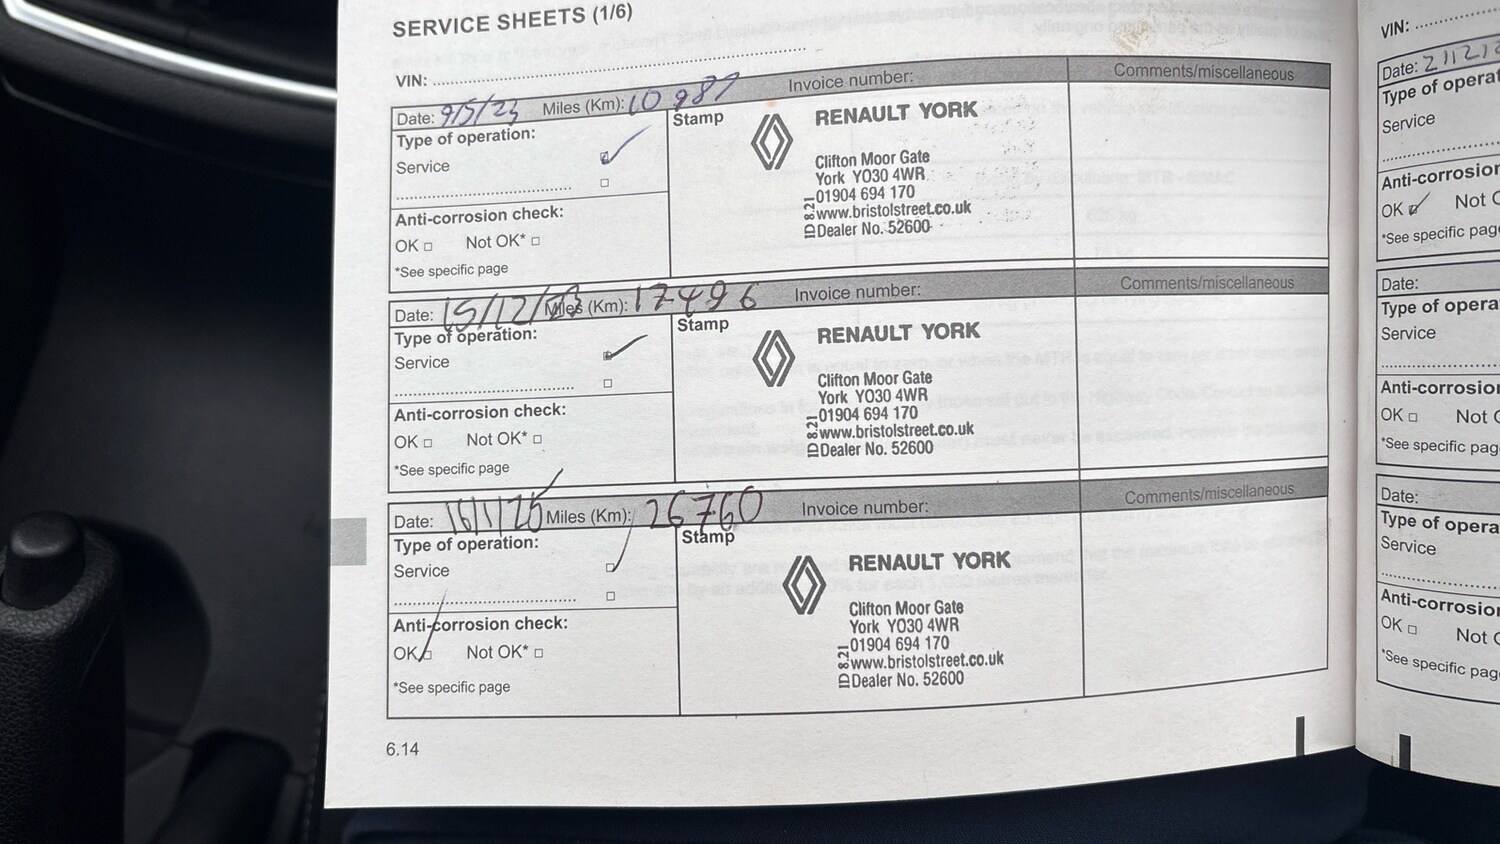 SERVICE SHEETS (1/6)
VIN:
Date: 9/5/23 Miles (Km): 10987 Invoice number: Comments/miscellaneous
Type of operation:
Service
Anti-corrosion check:
OK Not OK*
*See specific page
Stamp
RENAULT YORK
Clifton Moor Gate
York YO30 4WR
01904 694 170
www.bristolstreet.co.uk
Dealer No. 52600
ID 8.21
Date: 15/12/23 Miles (Km): 17496 Invoice number: Comments/miscellaneous
Type of operation:
Service
Anti-corrosion check:
OK Not OK*
*See specific page
Stamp
RENAULT YORK
Clifton Moor Gate
York YO30 4WR
01904 694 170
www.bristolstreet.co.uk
Dealer No. 52600
ID 8.21
Date: 16/1/25 Miles (Km): 26760 Invoice number: Comments/miscellaneous
Type of operation:
Service
Anti-corrosion check:
OK Not OK*
*See specific page
Stamp
RENAULT YORK
Clifton Moor Gate
York YO30 4WR
01904 694 170
www.bristolstreet.co.uk
Dealer No. 52600
ID 8.21
6.14
VIN:
Date:
Type of opera
Service
Anti-corrosion
OK Not O
*See specific pag
Date:
Type of opera
Service
Anti-corrosio
OK Not O
*See specific pag
Date:
Type of opera
Service
Anti-corrosio
OK Not O
*See specific pag